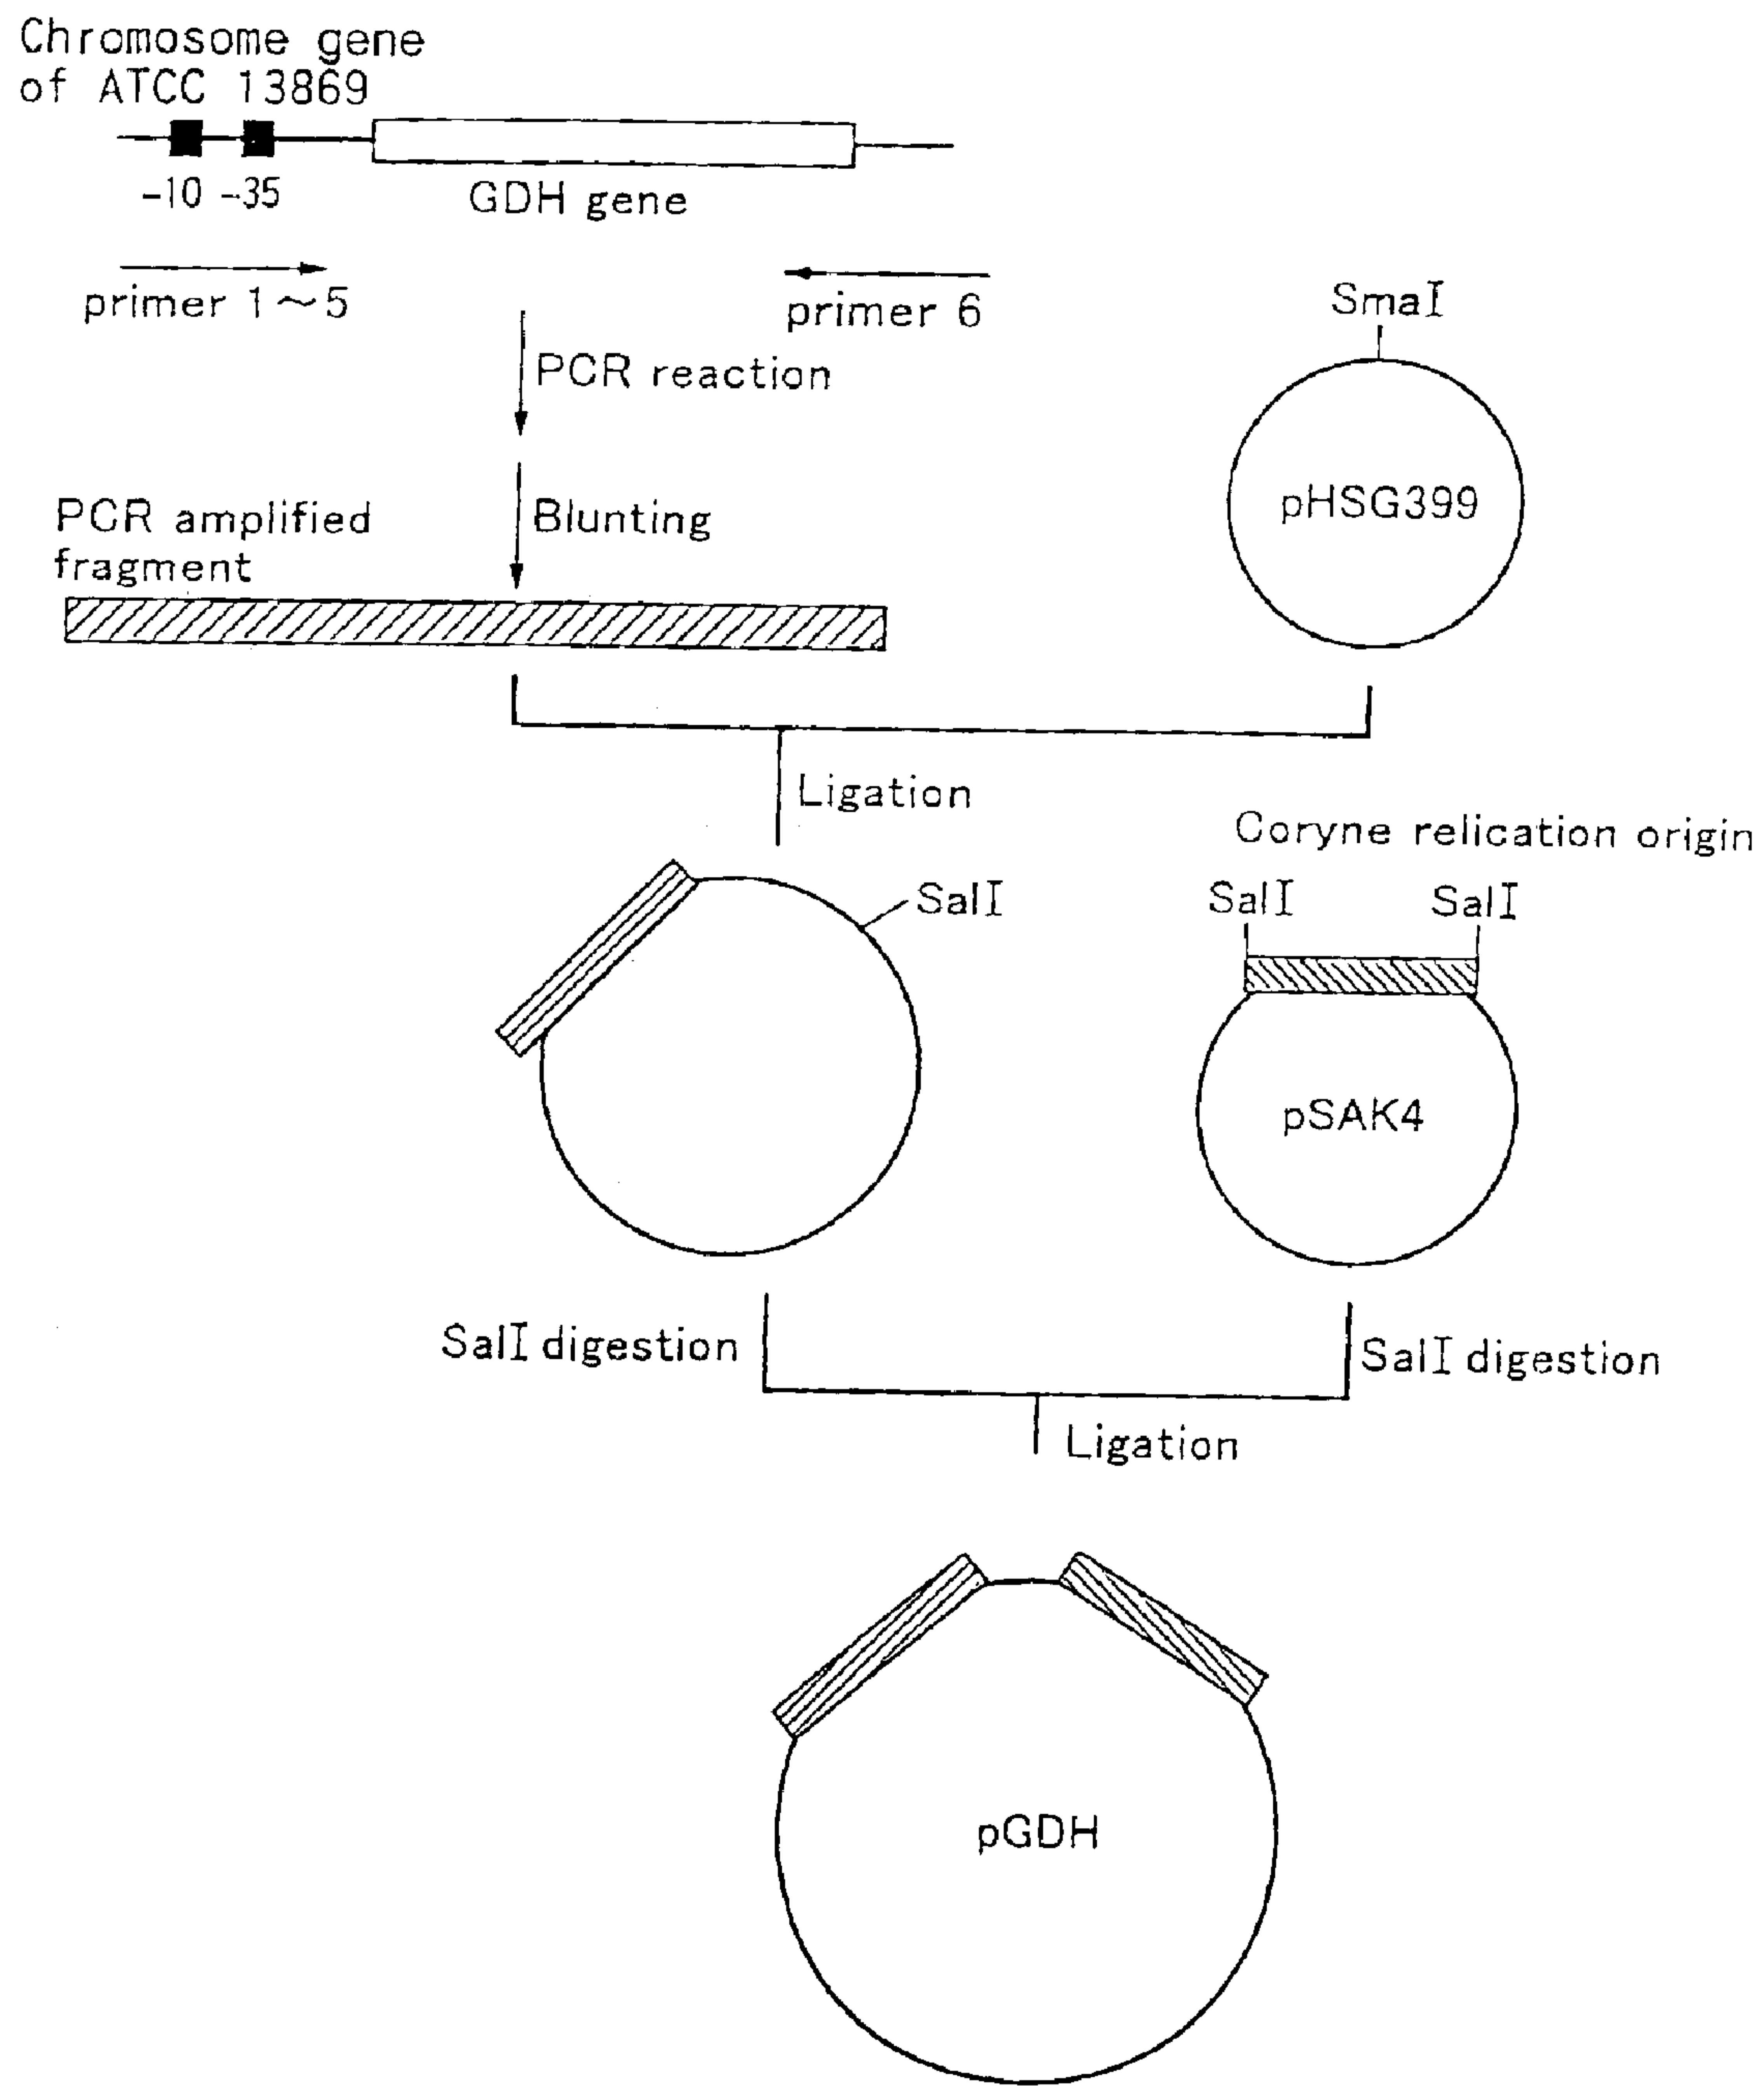 Chromosome gene
of ATCC 13869
-10 -35
GDH gene
primer 1～5
primer 6
SmaI
PCR reaction
pHSG399
PCR amplified
fragment
Blunting
Ligation
Coryne relication origin
SalI
SalI
SalI
pSAK4
SalI digestion
SalI digestion
Ligation
pGDH